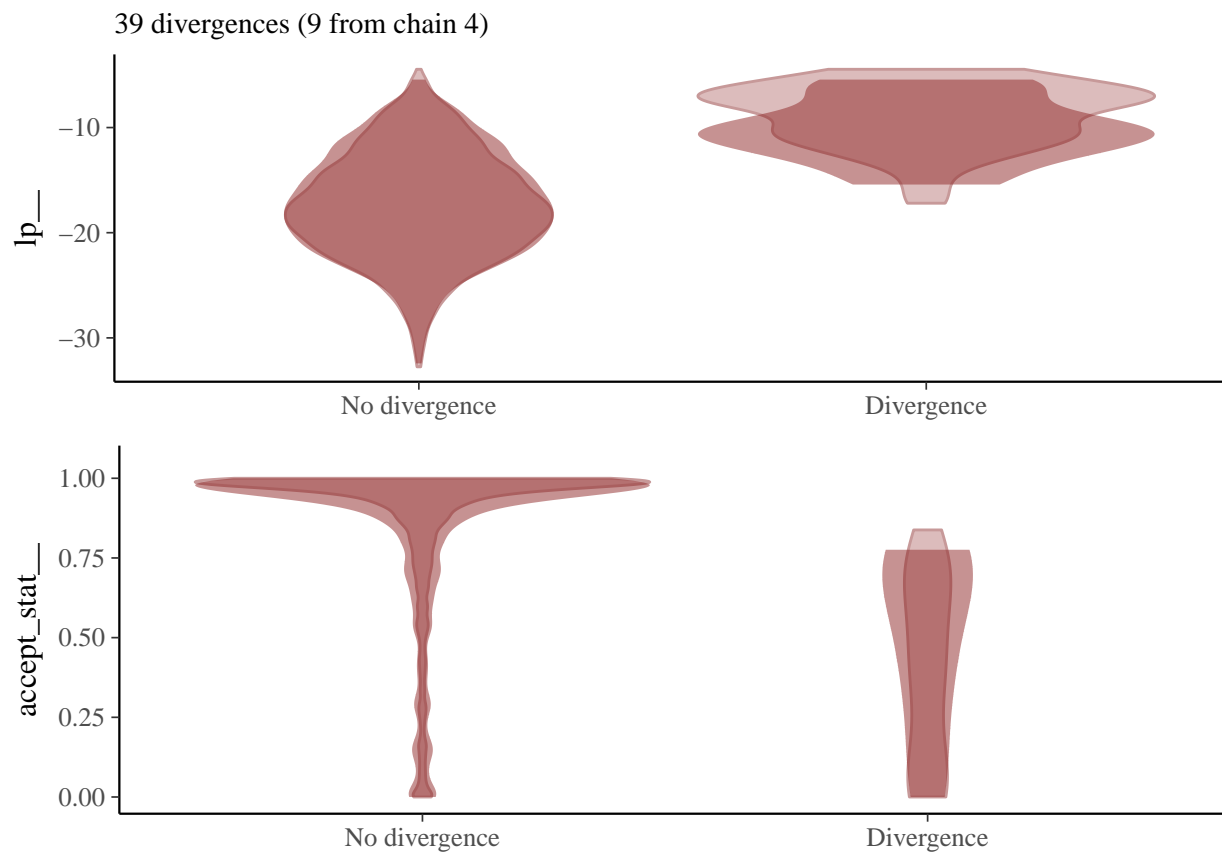 39 divergences (9 from chain 4)
lp__
−10
−20
−30
No divergence
Divergence
accept_stat__
1.00
0.75
0.50
0.25
0.00
No divergence
Divergence